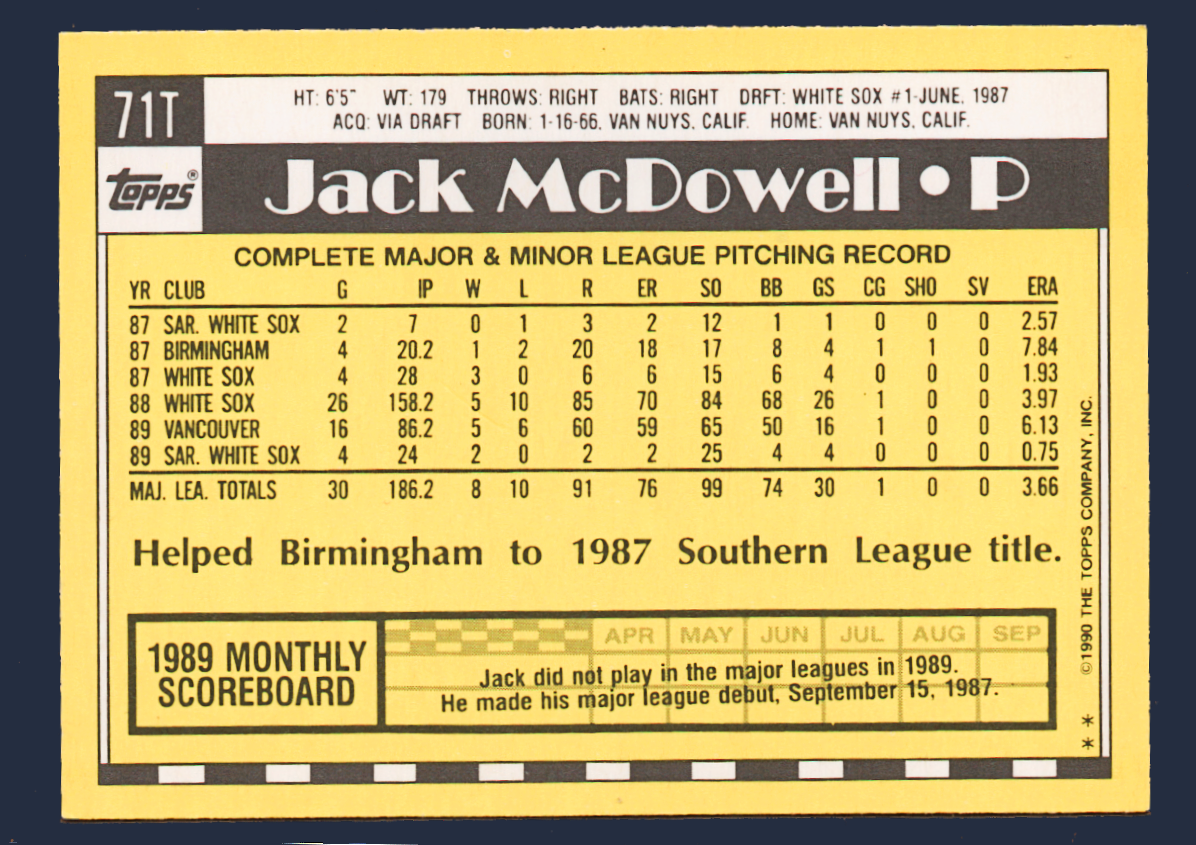 71T
HT: 6'5" WT: 179 THROWS: RIGHT BATS: RIGHT DRFT: WHITE SOX #1-JUNE, 1987
ACQ: VIA DRAFT BORN: 1-16-66, VAN NUYS, CALIF. HOME: VAN NUYS, CALIF.
topps®
Jack McDowell • P
COMPLETE MAJOR & MINOR LEAGUE PITCHING RECORD
YR CLUB G IP W L R ER SO BB GS CG SHO SV ERA
87 SAR. WHITE SOX 2 7 0 1 3 2 12 1 1 0 0 0 2.57
87 BIRMINGHAM 4 20.2 1 2 20 18 17 8 4 1 1 0 7.84
87 WHITE SOX 4 28 3 0 6 6 15 6 4 0 0 0 1.93
88 WHITE SOX 26 158.2 5 10 85 70 84 68 26 1 0 0 3.97
89 VANCOUVER 16 86.2 5 6 60 59 65 50 16 1 0 0 6.13
89 SAR. WHITE SOX 4 24 2 0 2 2 25 4 4 0 0 0 0.75
MAJ. LEA. TOTALS 30 186.2 8 10 91 76 99 74 30 1 0 0 3.66
Helped Birmingham to 1987 Southern League title.
1989 MONTHLY
SCOREBOARD
APR MAY JUN JUL AUG SEP
Jack did not play in the major leagues in 1989.
He made his major league debut, September 15, 1987.
©1990 THE TOPPS COMPANY, INC.
* *